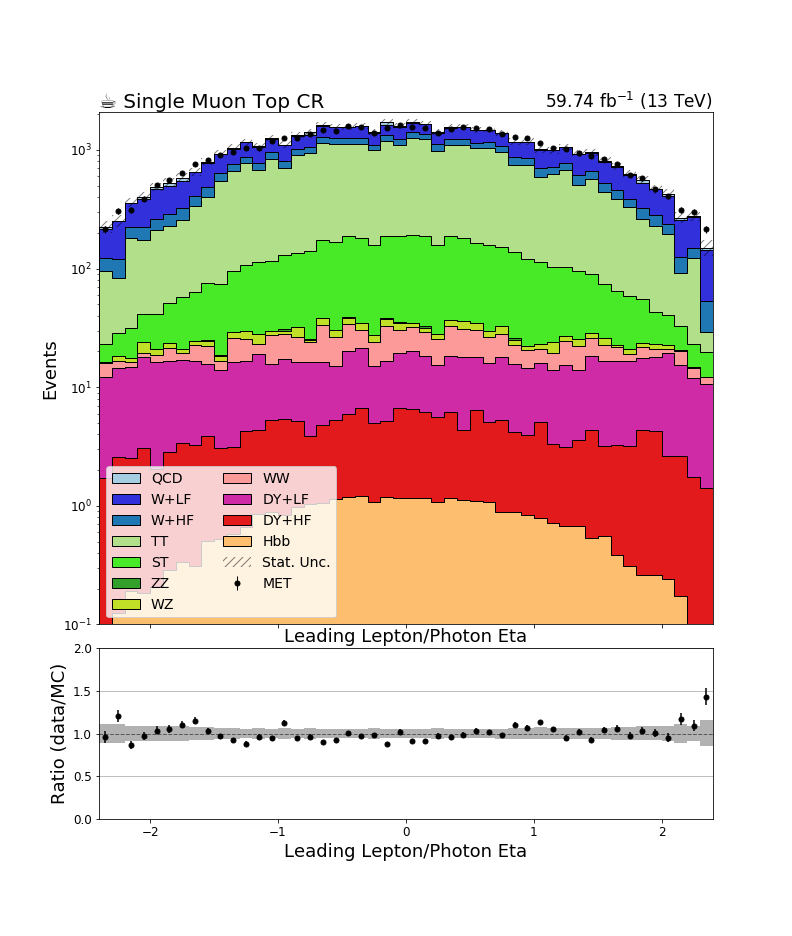 ☕ Single Muon Top CR 59.74 fb⁻¹ (13 TeV)
10³
10²
10¹
10⁰
10⁻¹
Events
QCD WW
W+LF DY+LF
W+HF DY+HF
TT Hbb
ST Stat. Unc.
ZZ MET
WZ
Leading Lepton/Photon Eta
2.0
1.5
1.0
0.5
0.0
Ratio (data/MC)
−2 −1 0 1 2
Leading Lepton/Photon Eta